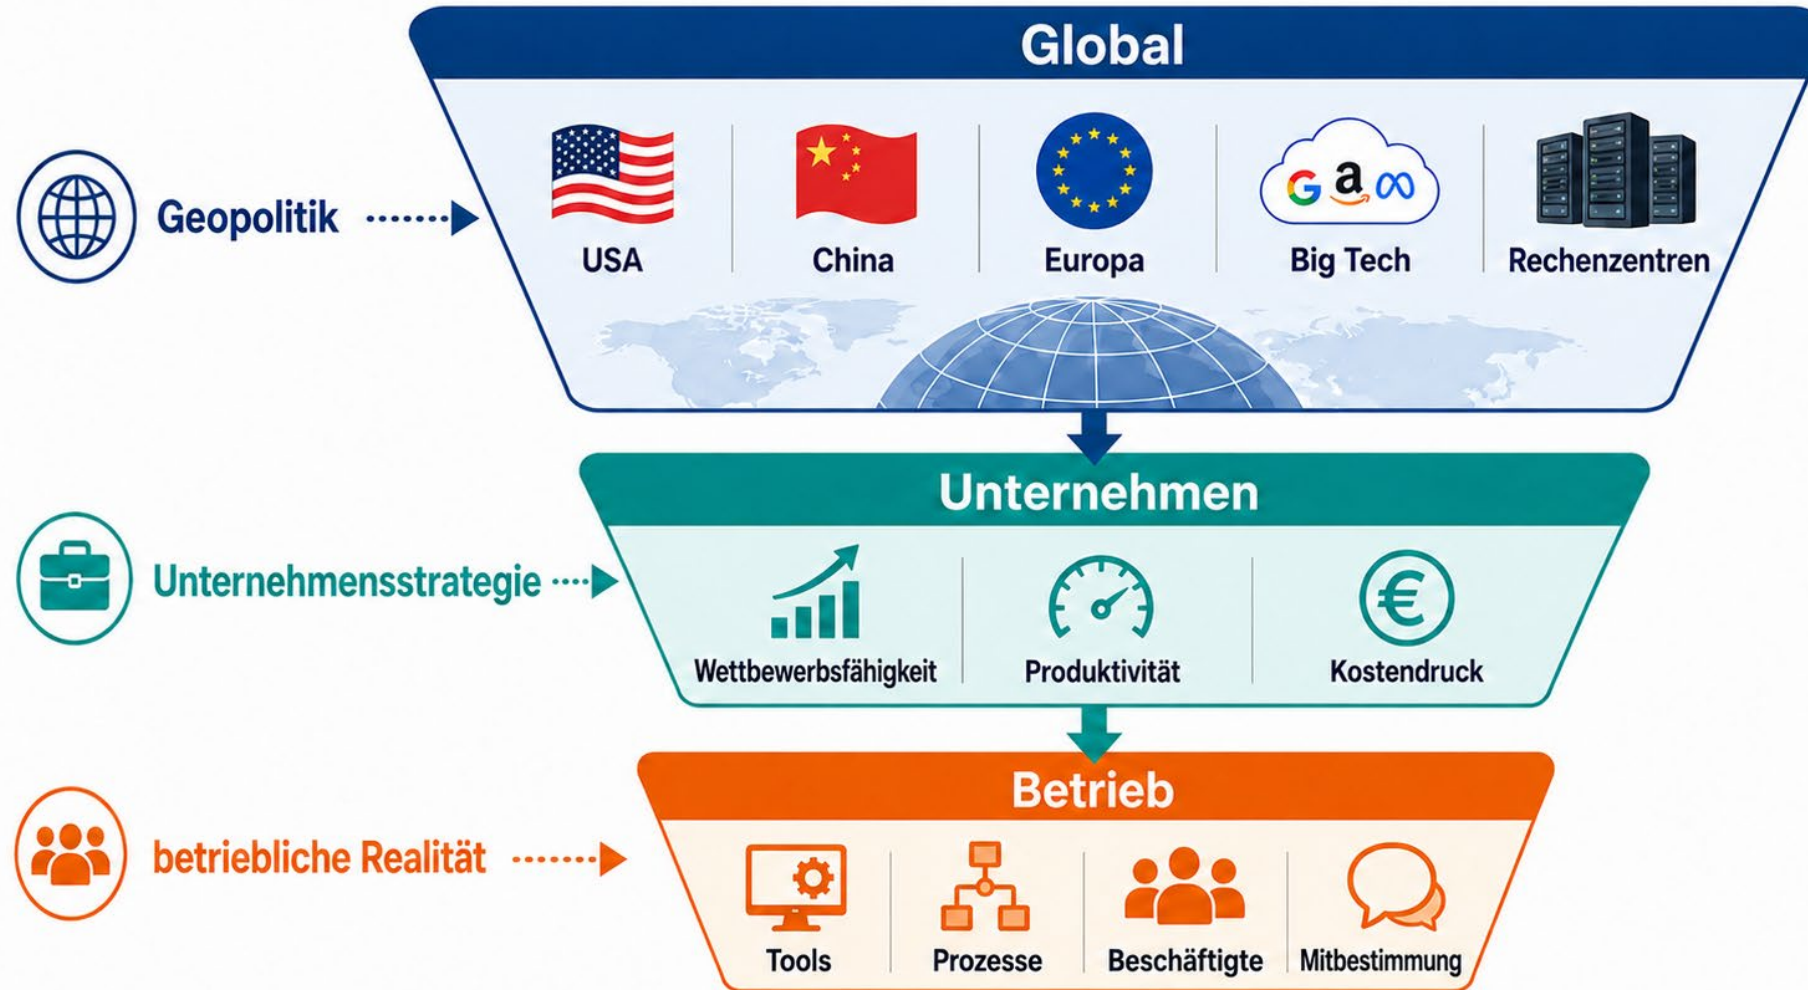 Global
Geopolitik
G a
USA
China
Europa
Big Tech
Rechenzentren
Unternehmen
Unternehmensstrategie
€
Wettbewerbsfähigkeit
Produktivität
Kostendruck
Betrieb
betriebliche Realität
Tools
Prozesse
Beschäftigte
Mitbestimmung